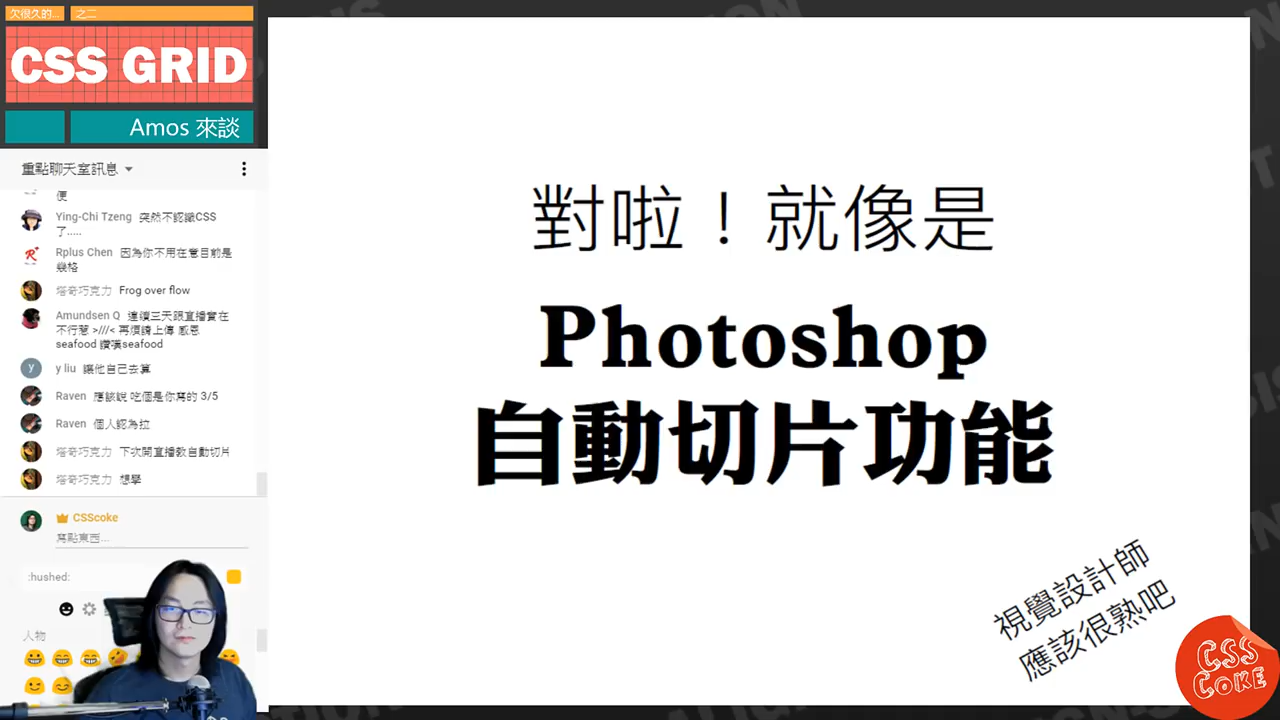 欠很久的...
之二
CSS GRID
Amos 來談
重點聊天室訊息
便
Ying-Chi Tzeng 突然不認識CSS
了.....
Rplus Chen 因為你不用在意目前是
幾格
塔奇巧克力 Frog over flow
Amundsen Q 連續三天跟直播實在
不行惹 >///< 再煩請上傳 感恩
seafood 讚嘆seafood
y liu 讓他自己去算
Raven 應該說 吃個是你寫的 3/5
Raven 個人認為拉
塔奇巧克力 下次開直播教自動切片
塔奇巧克力 想學
CSScoke
寫點東西...
:hushed:
人物
對啦！就像是
Photoshop
自動切片功能
視覺設計師
應該很熟吧
CSS
COKE